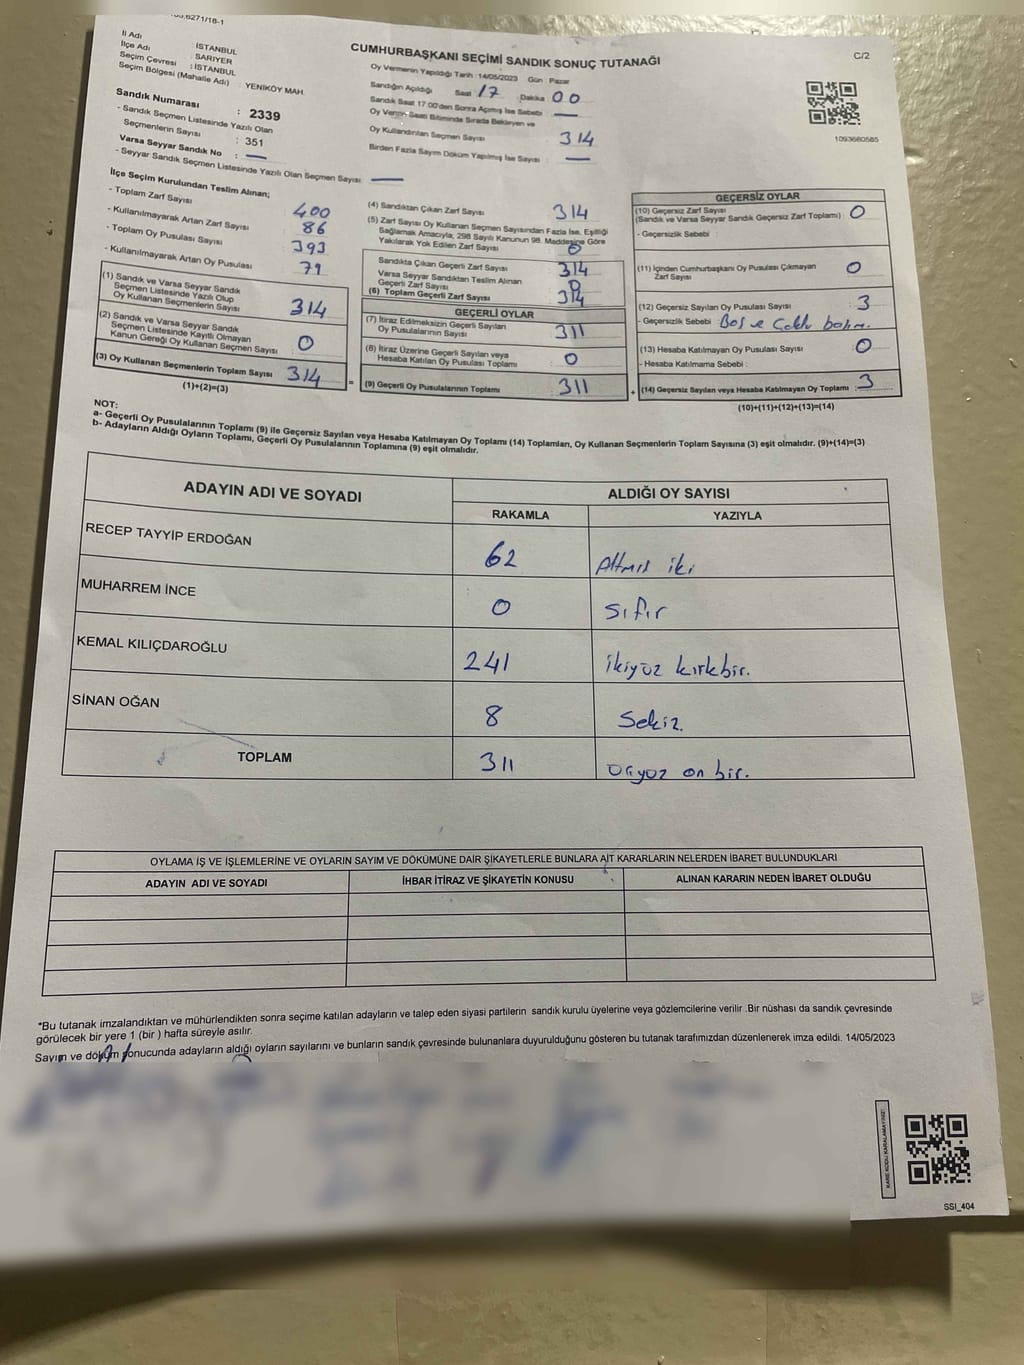 6271/18-1
İl Adı
İlçe Adı : İSTANBUL
Seçim Çevresi : SARIYER
Seçim Bölgesi (Mahalle Adı) : İSTANBUL
: YENİKÖY MAH.
Sandık Numarası : 2339
- Sandık Seçmen Listesinde Yazılı Olan
Seçmenlerin Sayısı : 351
Varsa Seyyar Sandık No : —
- Seyyar Sandık Seçmen Listesinde Yazılı Olan Seçmen Sayısı —
CUMHURBAŞKANI SEÇİMİ SANDIK SONUÇ TUTANAĞI
C/2
Oy Vermenin Yapıldığı Tarih : 14/05/2023 Gün : Pazar
Sandığın Açıldığı Saat : 17 Dakika 00
Sandık Saat 17:00'den Sonra Açılmış İse Sebebi —
Oy Verme Saati Bitiminde Sırada Bekleyen ve
Oy Kullandırılan Seçmen Sayısı 314
Birden Fazla Sayım Döküm Yapılmış İse Sayısı : —
1093660585
İlçe Seçim Kurulundan Teslim Alınan;
- Toplam Zarf Sayısı 400
- Kullanılmayarak Artan Zarf Sayısı 86
- Toplam Oy Pusulası Sayısı 393
- Kullanılmayarak Artan Oy Pusulası 79
(1) Sandık ve Varsa Seyyar Sandık
Seçmen Listesinde Yazılı Olup
Oy Kullanan Seçmenlerin Sayısı 314
(2) Sandık ve Varsa Seyyar Sandık
Seçmen Listesinde Kayıtlı Olmayan
Kanun Gereği Oy Kullanan Seçmen Sayısı 0
(3) Oy Kullanan Seçmenlerin Toplam Sayısı 314 =
(1)+(2)=(3)
(4) Sandıktan Çıkan Zarf Sayısı 314
(5) Zarf Sayısı Oy Kullanan Seçmen Sayısından Fazla İse, Eşitliği
Sağlamak Amacıyla, 298 Sayılı Kanunun 98. Maddesine Göre
Yakılarak Yok Edilen Zarf Sayısı 0
Sandıkta Çıkan Geçerli Zarf Sayısı 314
Varsa Seyyar Sandıktan Teslim Alınan
Geçerli Zarf Sayısı 0
(6) Toplam Geçerli Zarf Sayısı 314
GEÇERLİ OYLAR
(7) İtiraz Edilmeksizin Geçerli Sayılan
Oy Pusulalarının Sayısı 311
(8) İtiraz Üzerine Geçerli Sayılan veya
Hesaba Katılan Oy Pusulası Toplamı 0
(9) Geçerli Oy Pusulalarının Toplamı 311 +
GEÇERSİZ OYLAR
(10) Geçersiz Zarf Sayısı
(Sandık ve Varsa Seyyar Sandık Geçersiz Zarf Toplamı) 0
- Geçersizlik Sebebi :
(11) İçinden Cumhurbaşkanı Oy Pusulası Çıkmayan
Zarf Sayısı 0
(12) Geçersiz Sayılan Oy Pusulası Sayısı 3
- Geçersizlik Sebebi Boş ve Çoklu
(13) Hesaba Katılmayan Oy Pusulası Sayısı 0
- Hesaba Katılmama Sebebi :
(14) Geçersiz Sayılan veya Hesaba Katılmayan Oy Toplamı : 3
(10)+(11)+(12)+(13)=(14)
NOT:
a- Geçerli Oy Pusulalarının Toplamı (9) ile Geçersiz Sayılan veya Hesaba Katılmayan Oy Toplamı (14) Toplamları, Oy Kullanan Seçmenlerin Toplam Sayısına (3) eşit olmalıdır. (9)+(14)=(3)
b- Adayların Aldığı Oyların Toplamı, Geçerli Oy Pusulalarının Toplamına (9) eşit olmalıdır.
ADAYIN ADI VE SOYADI ALDIĞI OY SAYISI
RAKAMLA YAZIYLA
RECEP TAYYİP ERDOĞAN 62 Altmış iki
MUHARREM İNCE 0 sıfır
KEMAL KILIÇDAROĞLU 241 ikiyüz kırkbir.
SİNAN OĞAN 8 Sekiz.
TOPLAM 311 üçyüz on bir.
OYLAMA İŞ VE İŞLEMLERİNE VE OYLARIN SAYIM VE DÖKÜMÜNE DAİR ŞİKAYETLERLE BUNLARA AİT KARARLARIN NELERDEN İBARET BULUNDUKLARI
ADAYIN ADI VE SOYADI İHBAR İTİRAZ VE ŞİKAYETİN KONUSU ALINAN KARARIN NEDEN İBARET OLDUĞU
*Bu tutanak imzalandıktan ve mühürlendikten sonra seçime katılan adayların ve talep eden siyasi partilerin sandık kurulu üyelerine veya gözlemcilerine verilir .Bir nüshası da sandık çevresinde
görülecek bir yere 1 (bir ) hafta süreyle asılır.
Sayım ve döküm sonucunda adayların aldığı oyların sayılarını ve bunların sandık çevresinde bulunanlara duyurulduğunu gösteren bu tutanak tarafımızdan düzenlenerek imza edildi. 14/05/2023
KARE KODU KARALAMAYINIZ!
SSI_404